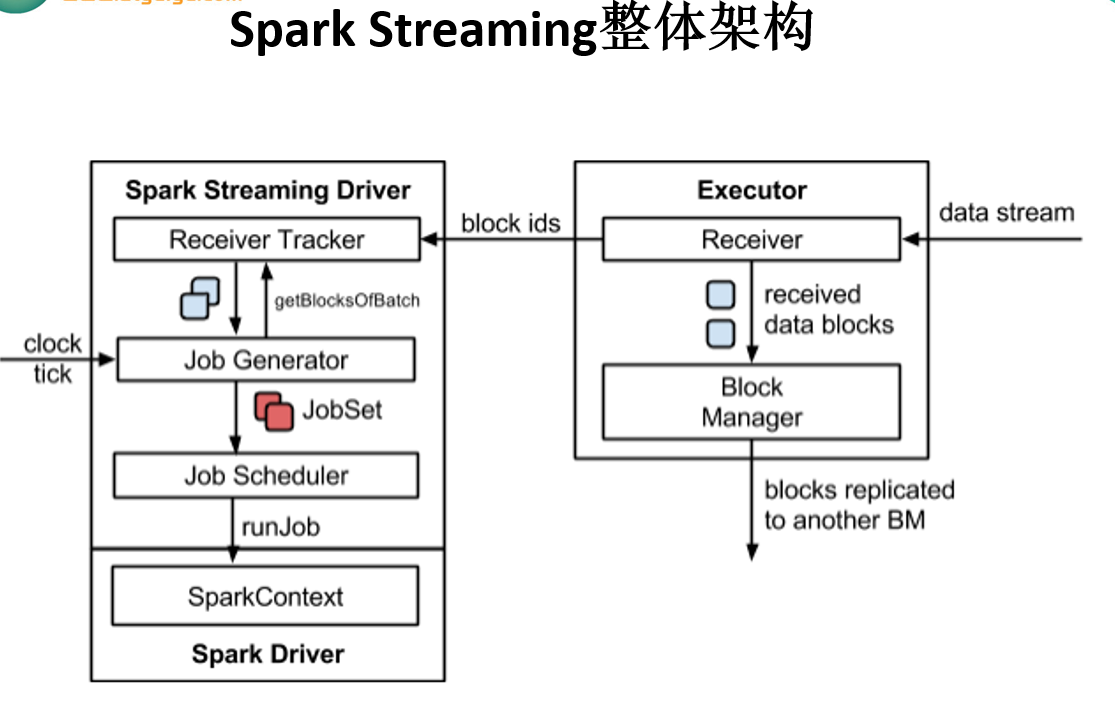 Spark Streaming整体架构
Spark Streaming Driver
Receiver Tracker
getBlocksOfBatch
clock
tick
Job Generator
JobSet
Job Scheduler
runJob
SparkContext
Spark Driver
block ids
Executor
data stream
Receiver
received
data blocks
Block
Manager
blocks replicated
to another BM